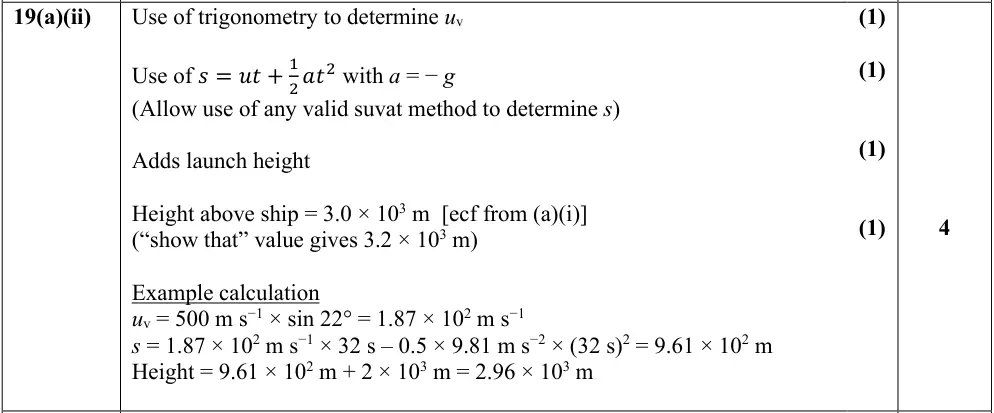 19(a)(ii) Use of trigonometry to determine uᵥ (1)
Use of s = ut + ½at² with a = − g (1)
(Allow use of any valid suvat method to determine s)
Adds launch height (1)
Height above ship = 3.0 × 10³ m [ecf from (a)(i)]
(“show that” value gives 3.2 × 10³ m) (1) 4
Example calculation
uᵥ = 500 m s⁻¹ × sin 22° = 1.87 × 10² m s⁻¹
s = 1.87 × 10² m s⁻¹ × 32 s – 0.5 × 9.81 m s⁻² × (32 s)² = 9.61 × 10² m
Height = 9.61 × 10² m + 2 × 10³ m = 2.96 × 10³ m